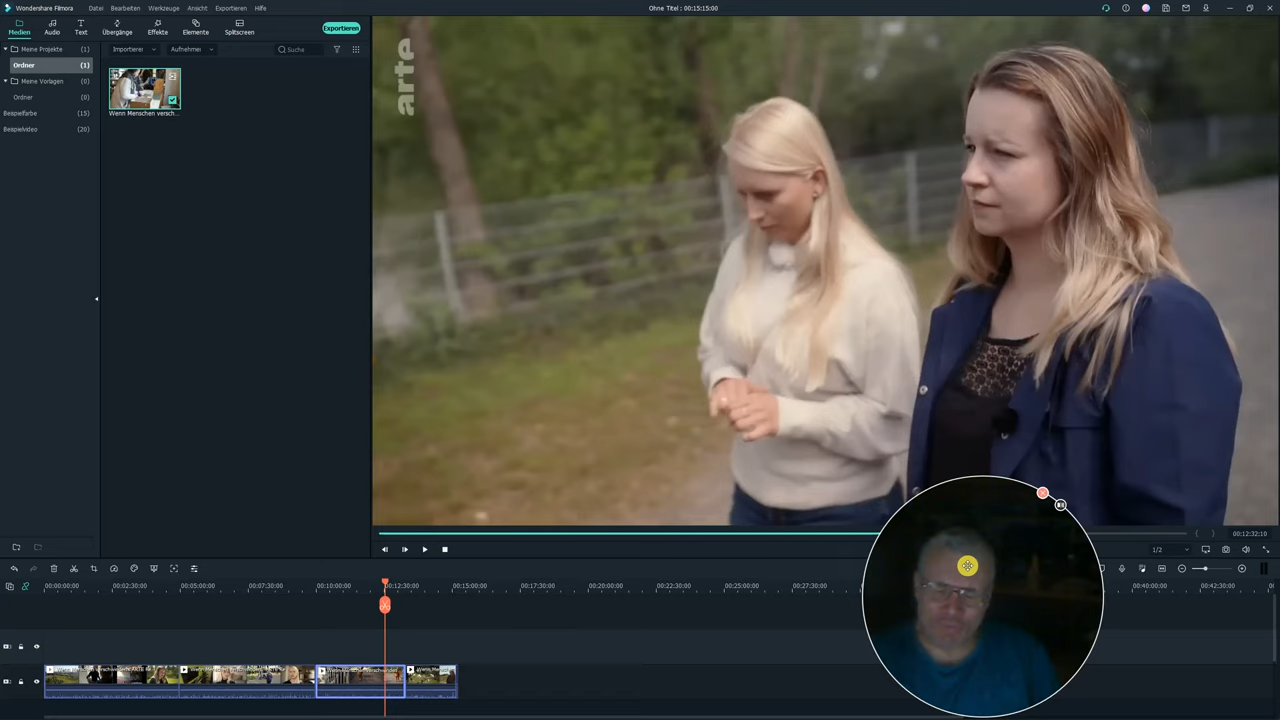 Wondershare Filmora
Datei
Bearbeiten
Werkzeuge
Ansicht
Exportieren
Hilfe
Ohne Titel : 00:15:15:00
Medien
Audio
Text
Übergänge
Effekte
Elemente
Splitscreen
Exportieren
Meine Projekte (1)
Ordner (1)
Meine Vorlagen (0)
Ordner (0)
Beispielfarbe (15)
Beispielvideo (20)
Importieren
Aufnehmen
Suche
Wenn Menschen versch...
arte
00:12:32:10
1/2
00:00:00:00
00:02:30:00
00:05:00:00
00:07:30:00
00:10:00:00
00:12:30:00
00:15:00:00
00:17:30:00
00:20:00:00
00:22:30:00
00:25:00:00
00:27:30:00
00:40:00:00
00:42:30:00